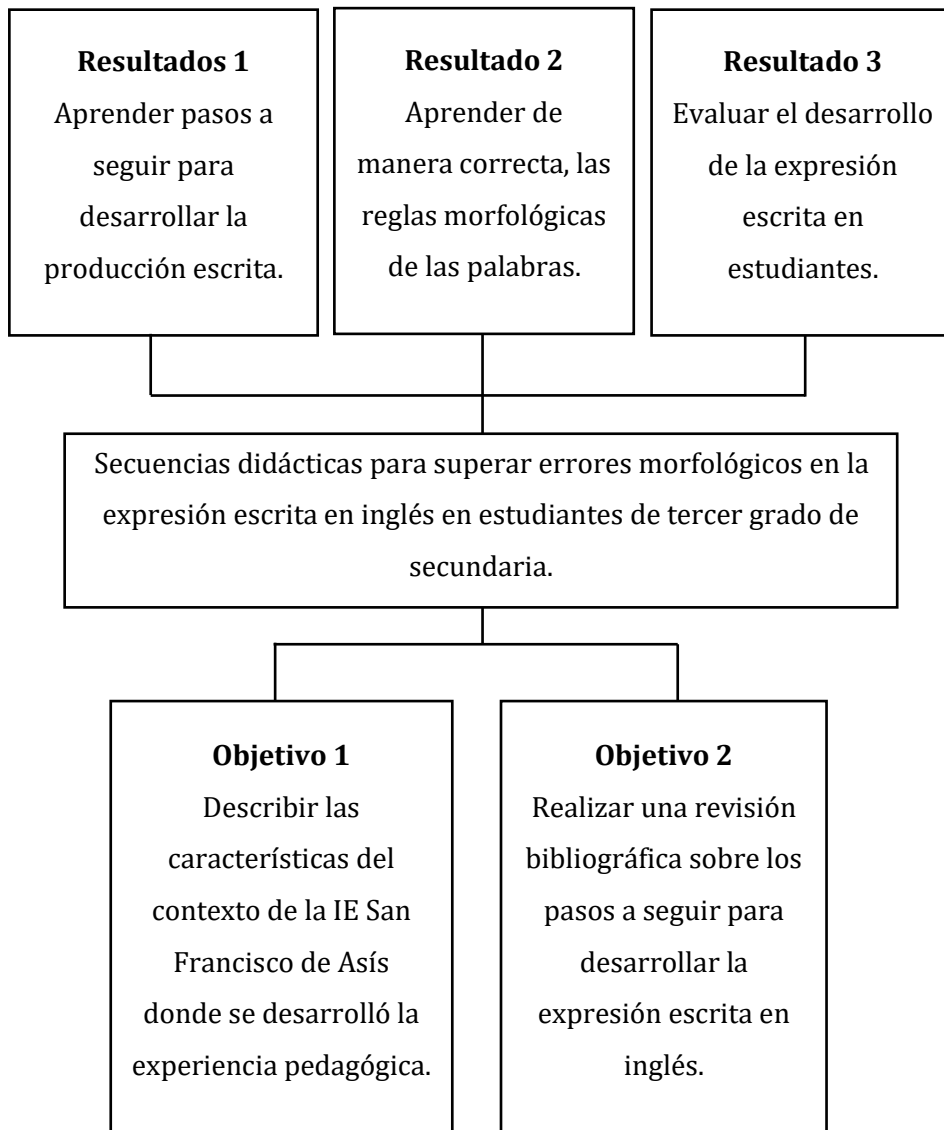 Resultados 1
Aprender pasos a
seguir para
desarrollar la
producción escrita.
Resultado 2
Aprender de
manera correcta, las
reglas morfológicas
de las palabras.
Resultado 3
Evaluar el desarrollo
de la expresión
escrita en
estudiantes.
Secuencias didácticas para superar errores morfológicos en la
expresión escrita en inglés en estudiantes de tercer grado de
secundaria.
Objetivo 1
Describir las
características del
contexto de la IE San
Francisco de Asís
donde se desarrolló la
experiencia pedagógica.
Objetivo 2
Realizar una revisión
bibliográfica sobre los
pasos a seguir para
desarrollar la
expresión escrita en
inglés.